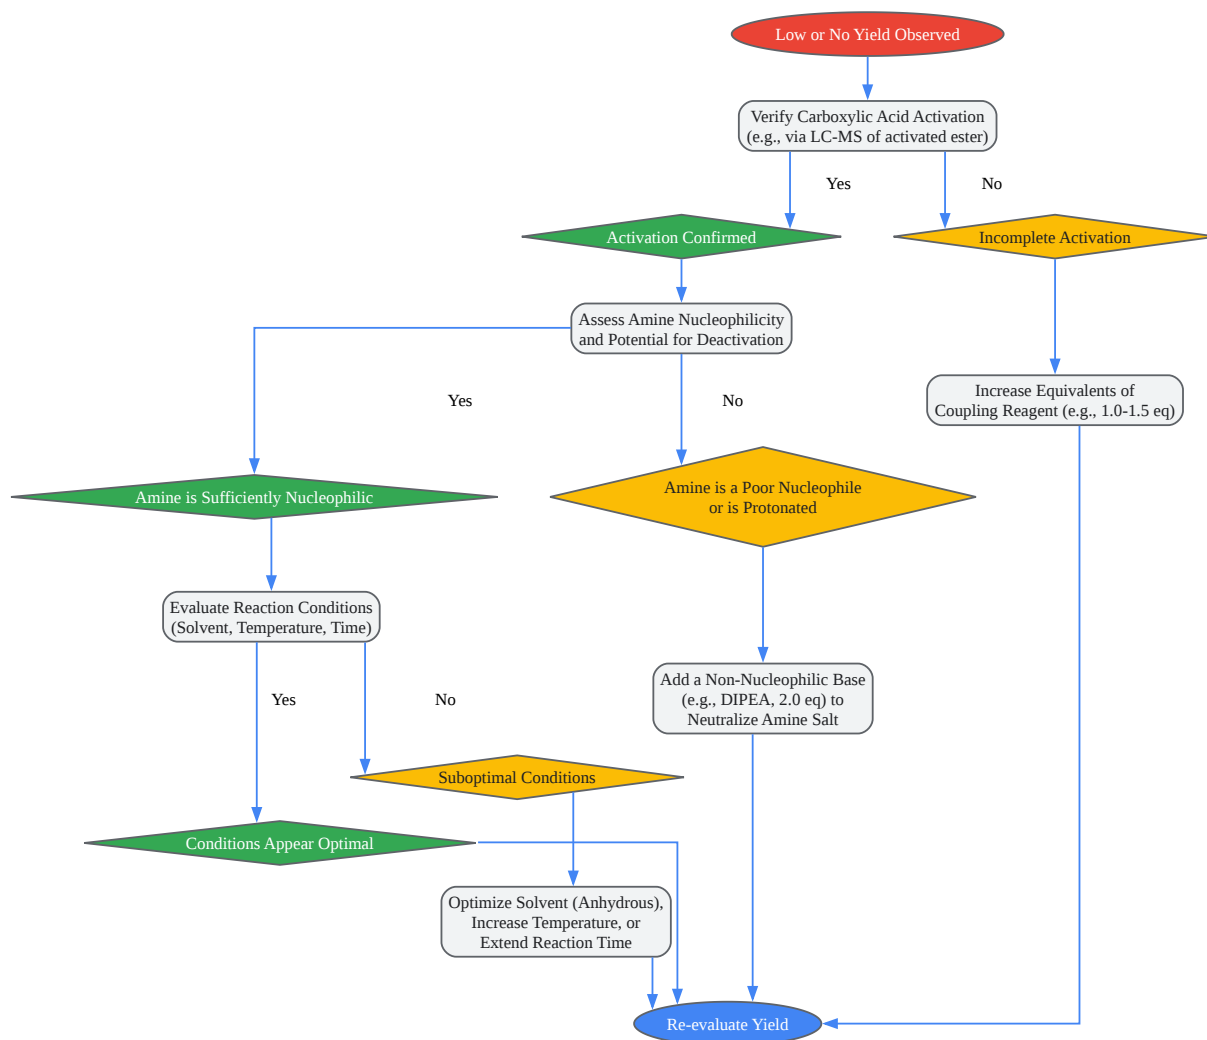 Low or No Yield Observed
Verify Carboxylic Acid Activation
(e.g., via LC-MS of activated ester)
Yes
No
Activation Confirmed
Incomplete Activation
Assess Amine Nucleophilicity
and Potential for Deactivation
Increase Equivalents of
Coupling Reagent (e.g., 1.0-1.5 eq)
Yes
No
Amine is Sufficiently Nucleophilic
Amine is a Poor Nucleophile
or is Protonated
Evaluate Reaction Conditions
(Solvent, Temperature, Time)
Add a Non-Nucleophilic Base
(e.g., DIPEA, 2.0 eq) to
Neutralize Amine Salt
Yes
No
Suboptimal Conditions
Conditions Appear Optimal
Optimize Solvent (Anhydrous),
Increase Temperature, or
Extend Reaction Time
Re-evaluate Yield